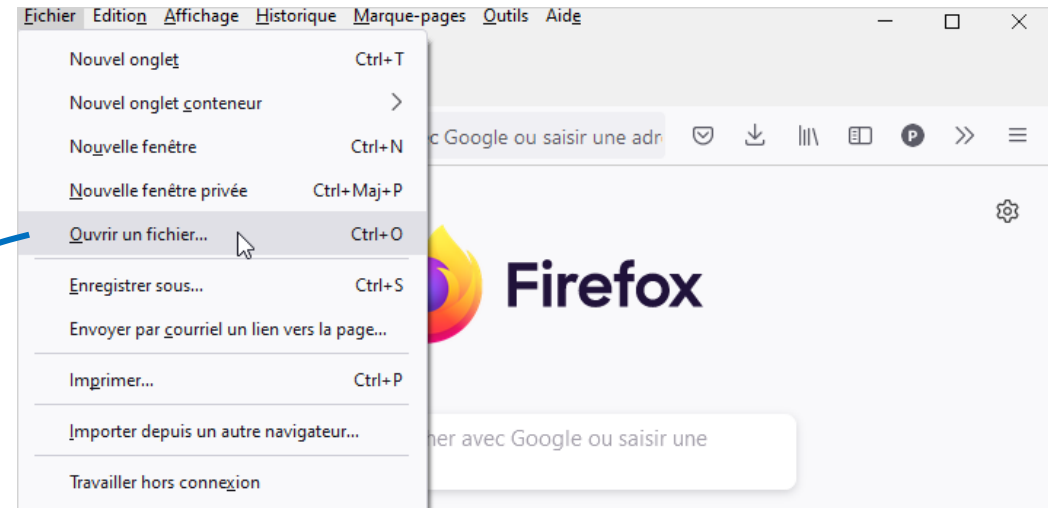 Fichier Edition Affichage Historique Marque-pages Outils Aide
Nouvel onglet Ctrl+T
Nouvel onglet conteneur
Nouvelle fenêtre Ctrl+N
Nouvelle fenêtre privée Ctrl+Maj+P
Ouvrir un fichier... Ctrl+O
Enregistrer sous... Ctrl+S
Envoyer par courriel un lien vers la page...
Imprimer... Ctrl+P
Importer depuis un autre navigateur...
Travailler hors connexion
Google ou saisir une adr
P
Firefox
avec Google ou saisir une